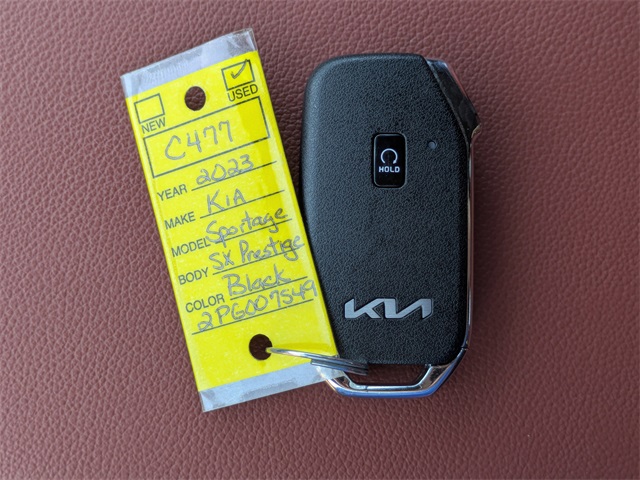 NEW
USED
C477
YEAR 2023
MAKE KIA
MODEL Sportage
BODY SX Prestige
COLOR Black
2PG007549
HOLD
KIA